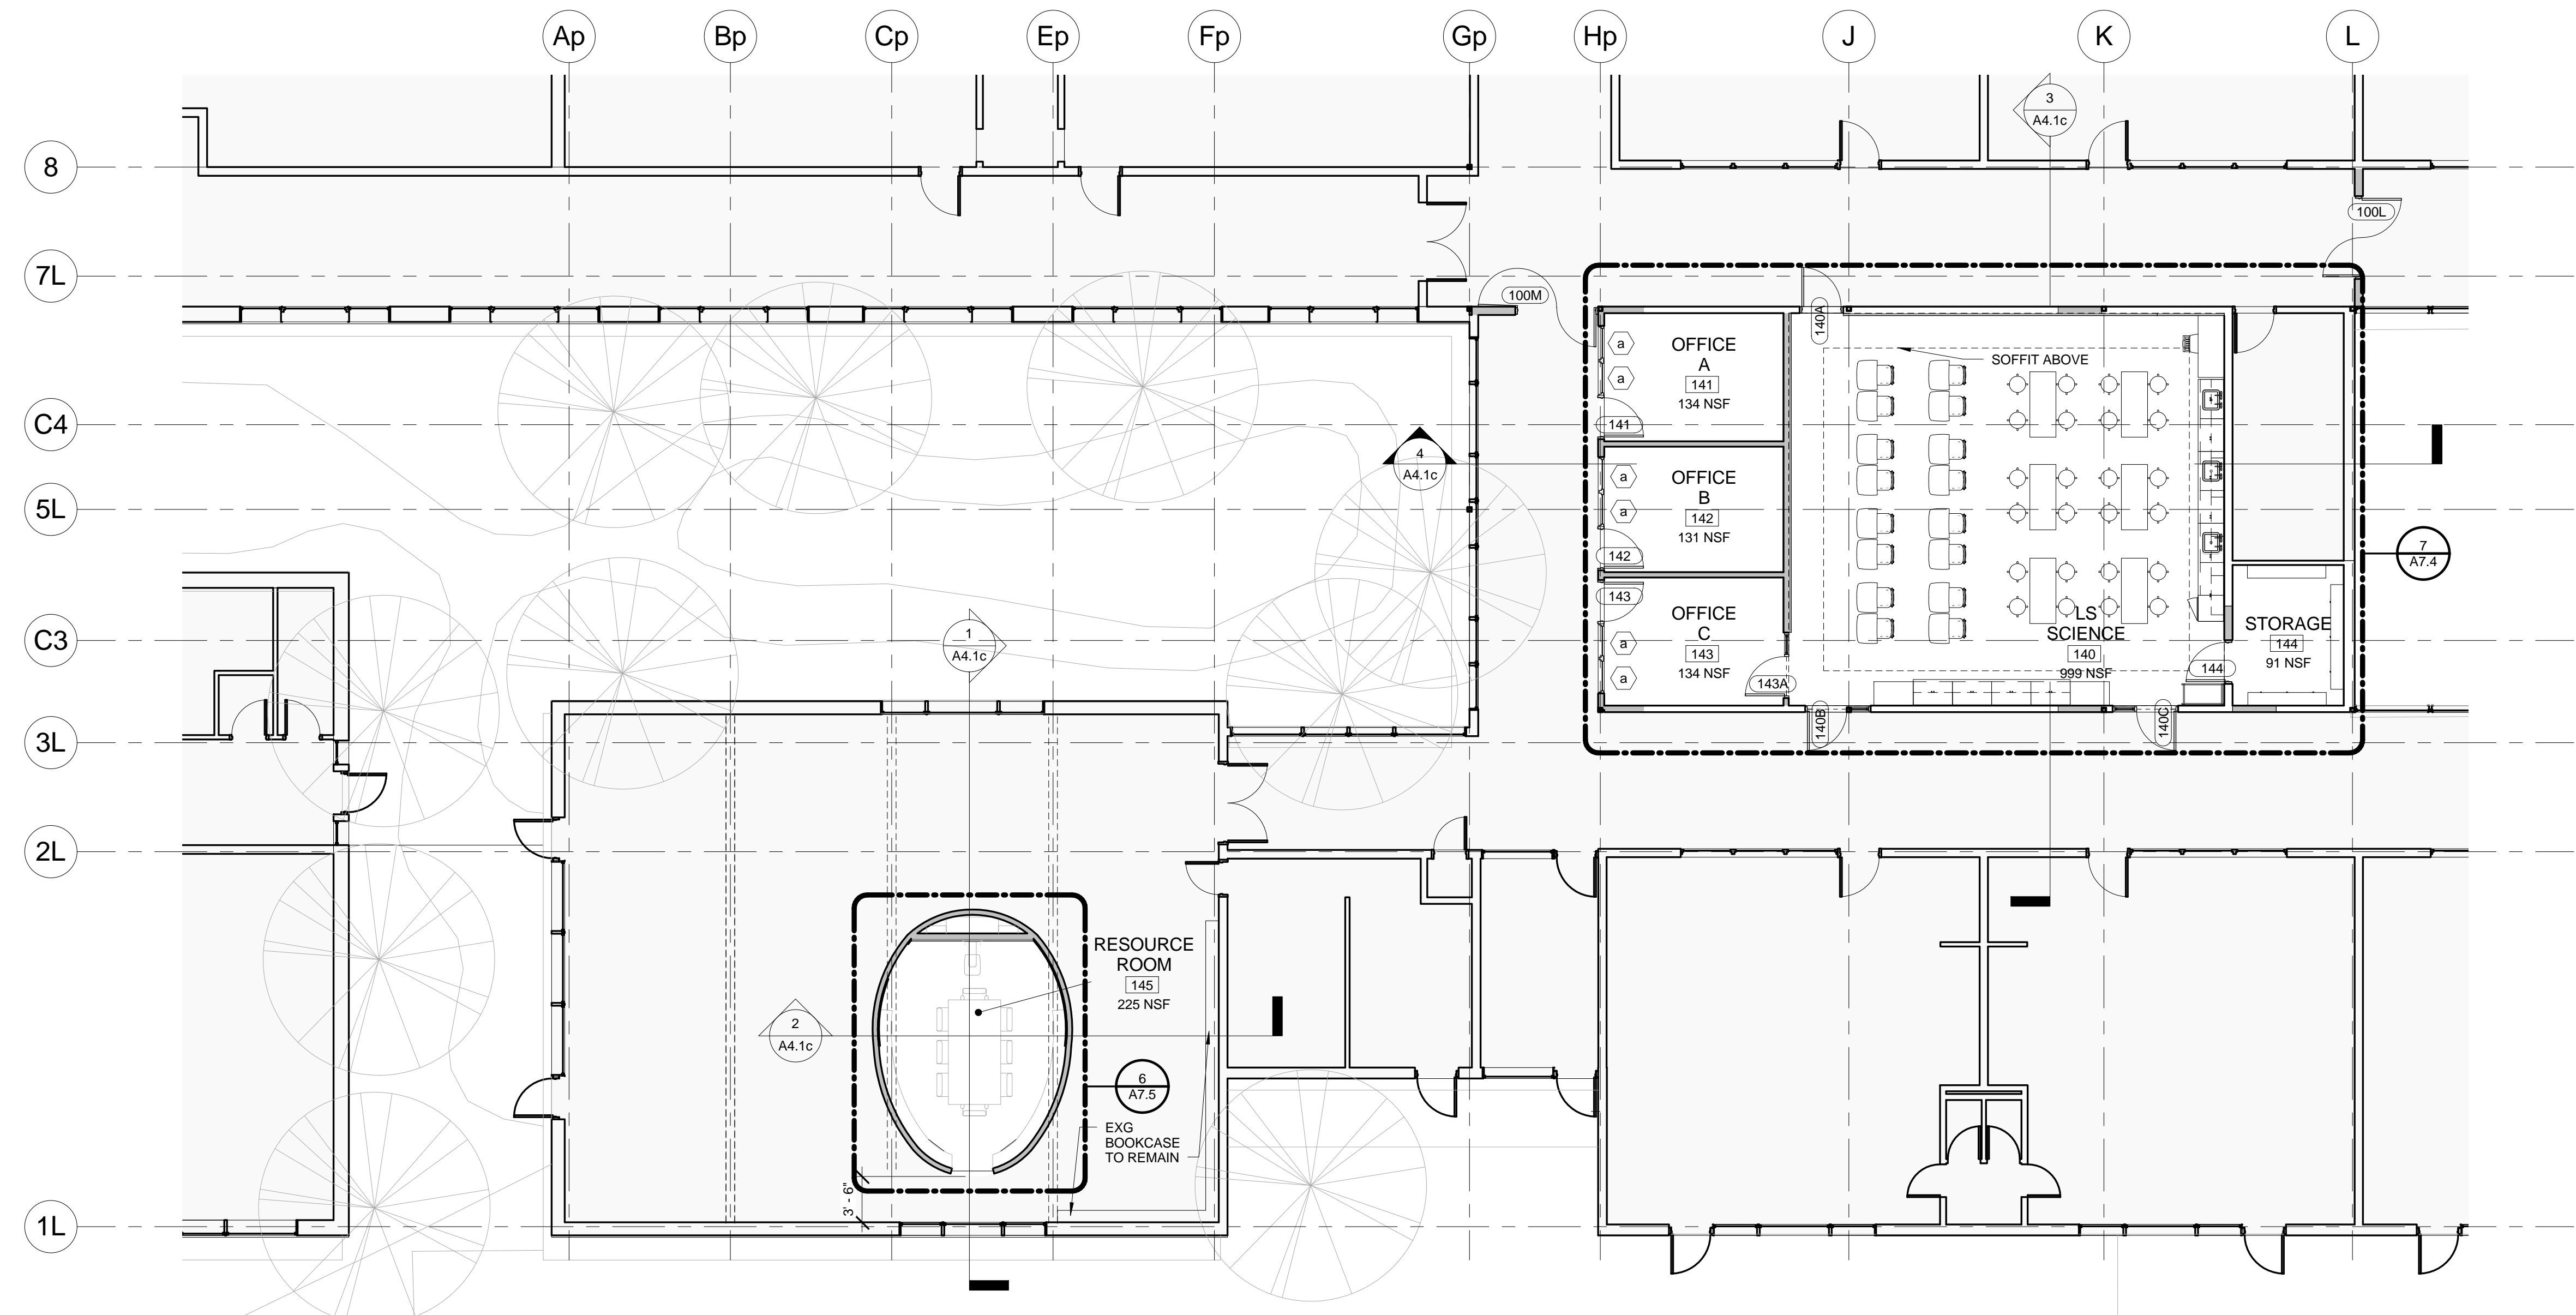 Ap
Bp
Cp
Ep
Fp
Gp
Hp
J
K
L
8
7L
C4
5L
C3
3L
2L
1L
3
A4.1c
100L
100M
140A
SOFFIT ABOVE
a
a
OFFICE
A
141
134 NSF
141
4
A4.1c
a
a
OFFICE
B
142
131 NSF
142
7
A7.4
143
a
a
OFFICE
C
143
134 NSF
143A
LS
SCIENCE
140
999 NSF
144
STORAGE
144
91 NSF
140B
140C
1
A4.1c
RESOURCE
ROOM
145
225 NSF
2
A4.1c
6
A7.5
EXG
BOOKCASE
TO REMAIN
3' - 6"